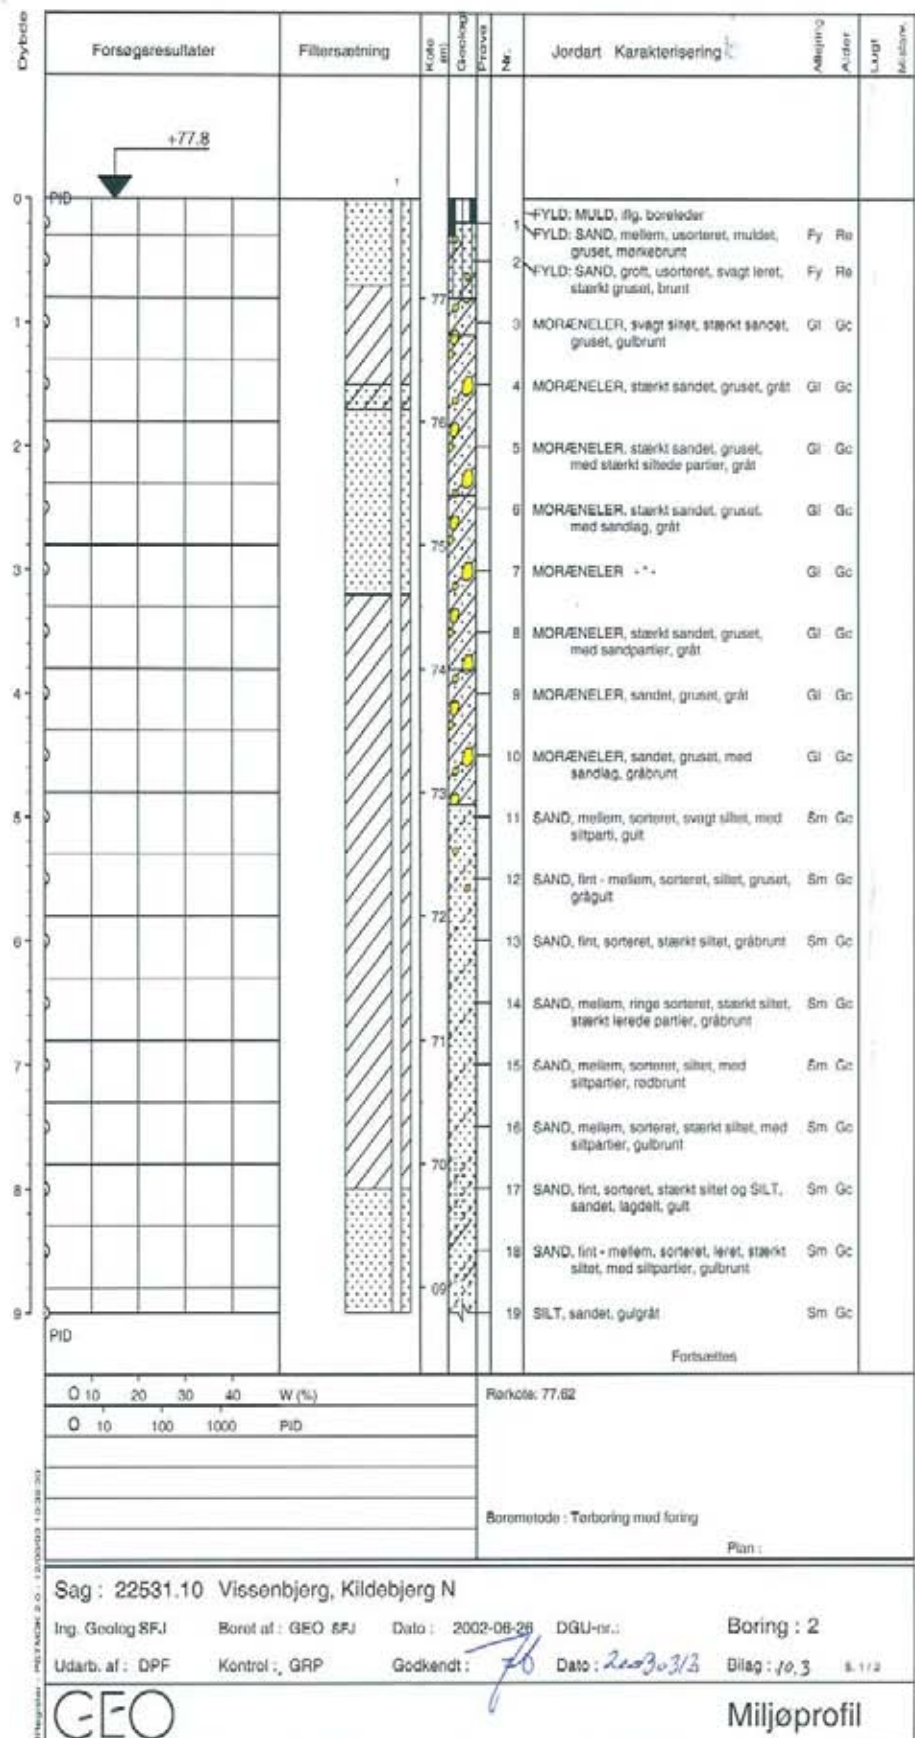 Dybde
Forsøgsresultater
Filtersætning
Kote
Geologi
Prøve
Nr.
Jordart Karakterisering
Aflejring
Alder
Lugt
+77.8
0
PID
1 FYLD: MULD, iflg. boreleder
FYLD: SAND, mellem, usorteret, muldet, Fy Re
gruset, mørkebrunt
2 FYLD: SAND, groft, usorteret, svagt leret, Fy Re
stærkt gruset, brunt
77
1
3 MORÆNELER, svagt siltet, stærkt sandet, Gl Gc
gruset, gulbrunt
4 MORÆNELER, stærkt sandet, gruset, gråt Gl Gc
76
2
5 MORÆNELER, stærkt sandet, gruset, Gl Gc
med stærkt siltede partier, gråt
6 MORÆNELER, stærkt sandet, gruset, Gl Gc
med sandlag, gråt
75
3
7 MORÆNELER -"- Gl Gc
8 MORÆNELER, stærkt sandet, gruset, Gl Gc
med sandpartier, gråt
74
4
9 MORÆNELER, sandet, gruset, gråt Gl Gc
10 MORÆNELER, sandet, gruset, med Gl Gc
sandlag, gråbrunt
73
5
11 SAND, mellem, sorteret, svagt siltet, med Sm Gc
siltparti, gult
12 SAND, fint - mellem, sorteret, siltet, gruset, Sm Gc
grågult
72
6
13 SAND, fint, sorteret, stærkt siltet, gråbrunt Sm Gc
14 SAND, mellem, ringe sorteret, stærkt siltet, Sm Gc
stærkt lerede partier, gråbrunt
71
7
15 SAND, mellem, sorteret, siltet, med Sm Gc
siltpartier, rødbrunt
16 SAND, mellem, sorteret, stærkt siltet, med Sm Gc
siltpartier, gulbrunt
70
8
17 SAND, fint, sorteret, stærkt siltet og SILT, Sm Gc
sandet, lagdelt, gult
18 SAND, fint - mellem, sorteret, leret, stærkt Sm Gc
siltet, med siltpartier, gulbrunt
69
9
19 SILT, sandet, gulgråt Sm Gc
PID
Fortsættes
O 10 20 30 40 W (%)
O 10 100 1000 PID
Rørkote: 77.62
Boremetode : Tørboring med foring
Plan :
Sag : 22531.10 Vissenbjerg, Kildebjerg N
Ing. Geolog SFJ Boret af : GEO SFJ Dato : 2002-06-26 DGU-nr.: Boring : 2
Udarb. af : DPF Kontrol : GRP Godkendt : Dato : 20030313 Bilag : 10.3 S. 1 / 2
GEO
Miljøprofil